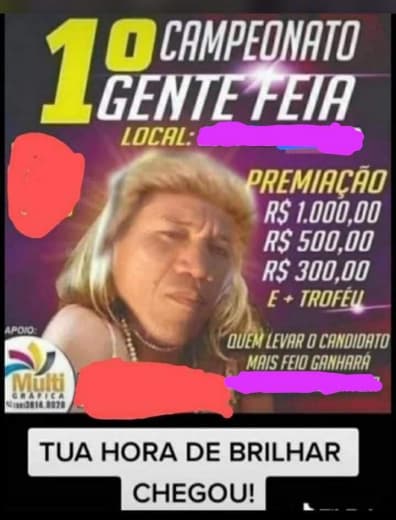 1º CAMPEONATO
GENTE FEIA
LOCAL:
PREMIAÇÃO
R$ 1.000,00
R$ 500,00
R$ 300,00
E + TROFÉU
QUEM LEVAR O CANDIDATO
MAIS FEIO GANHARÁ
APOIO:
Multi
GRÁFICA
TUA HORA DE BRILHAR
CHEGOU!